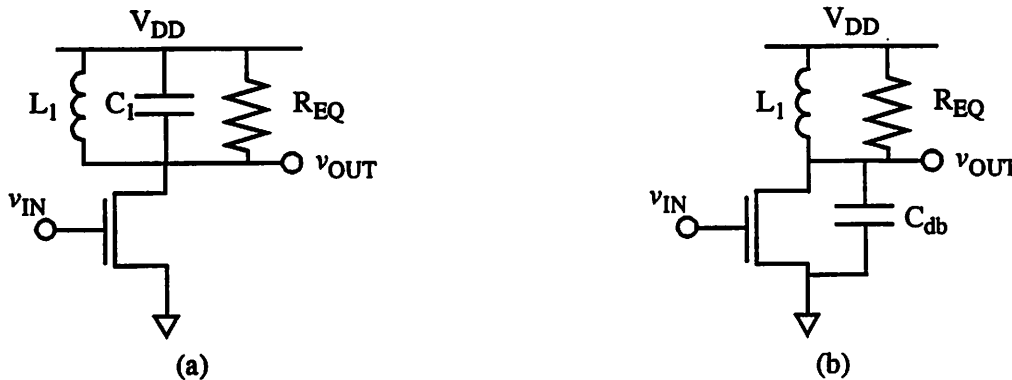 V_DD
L_1
C_1
R_EQ
v_OUT
v_IN
(a)
V_DD
L_1
R_EQ
v_OUT
v_IN
C_db
(b)